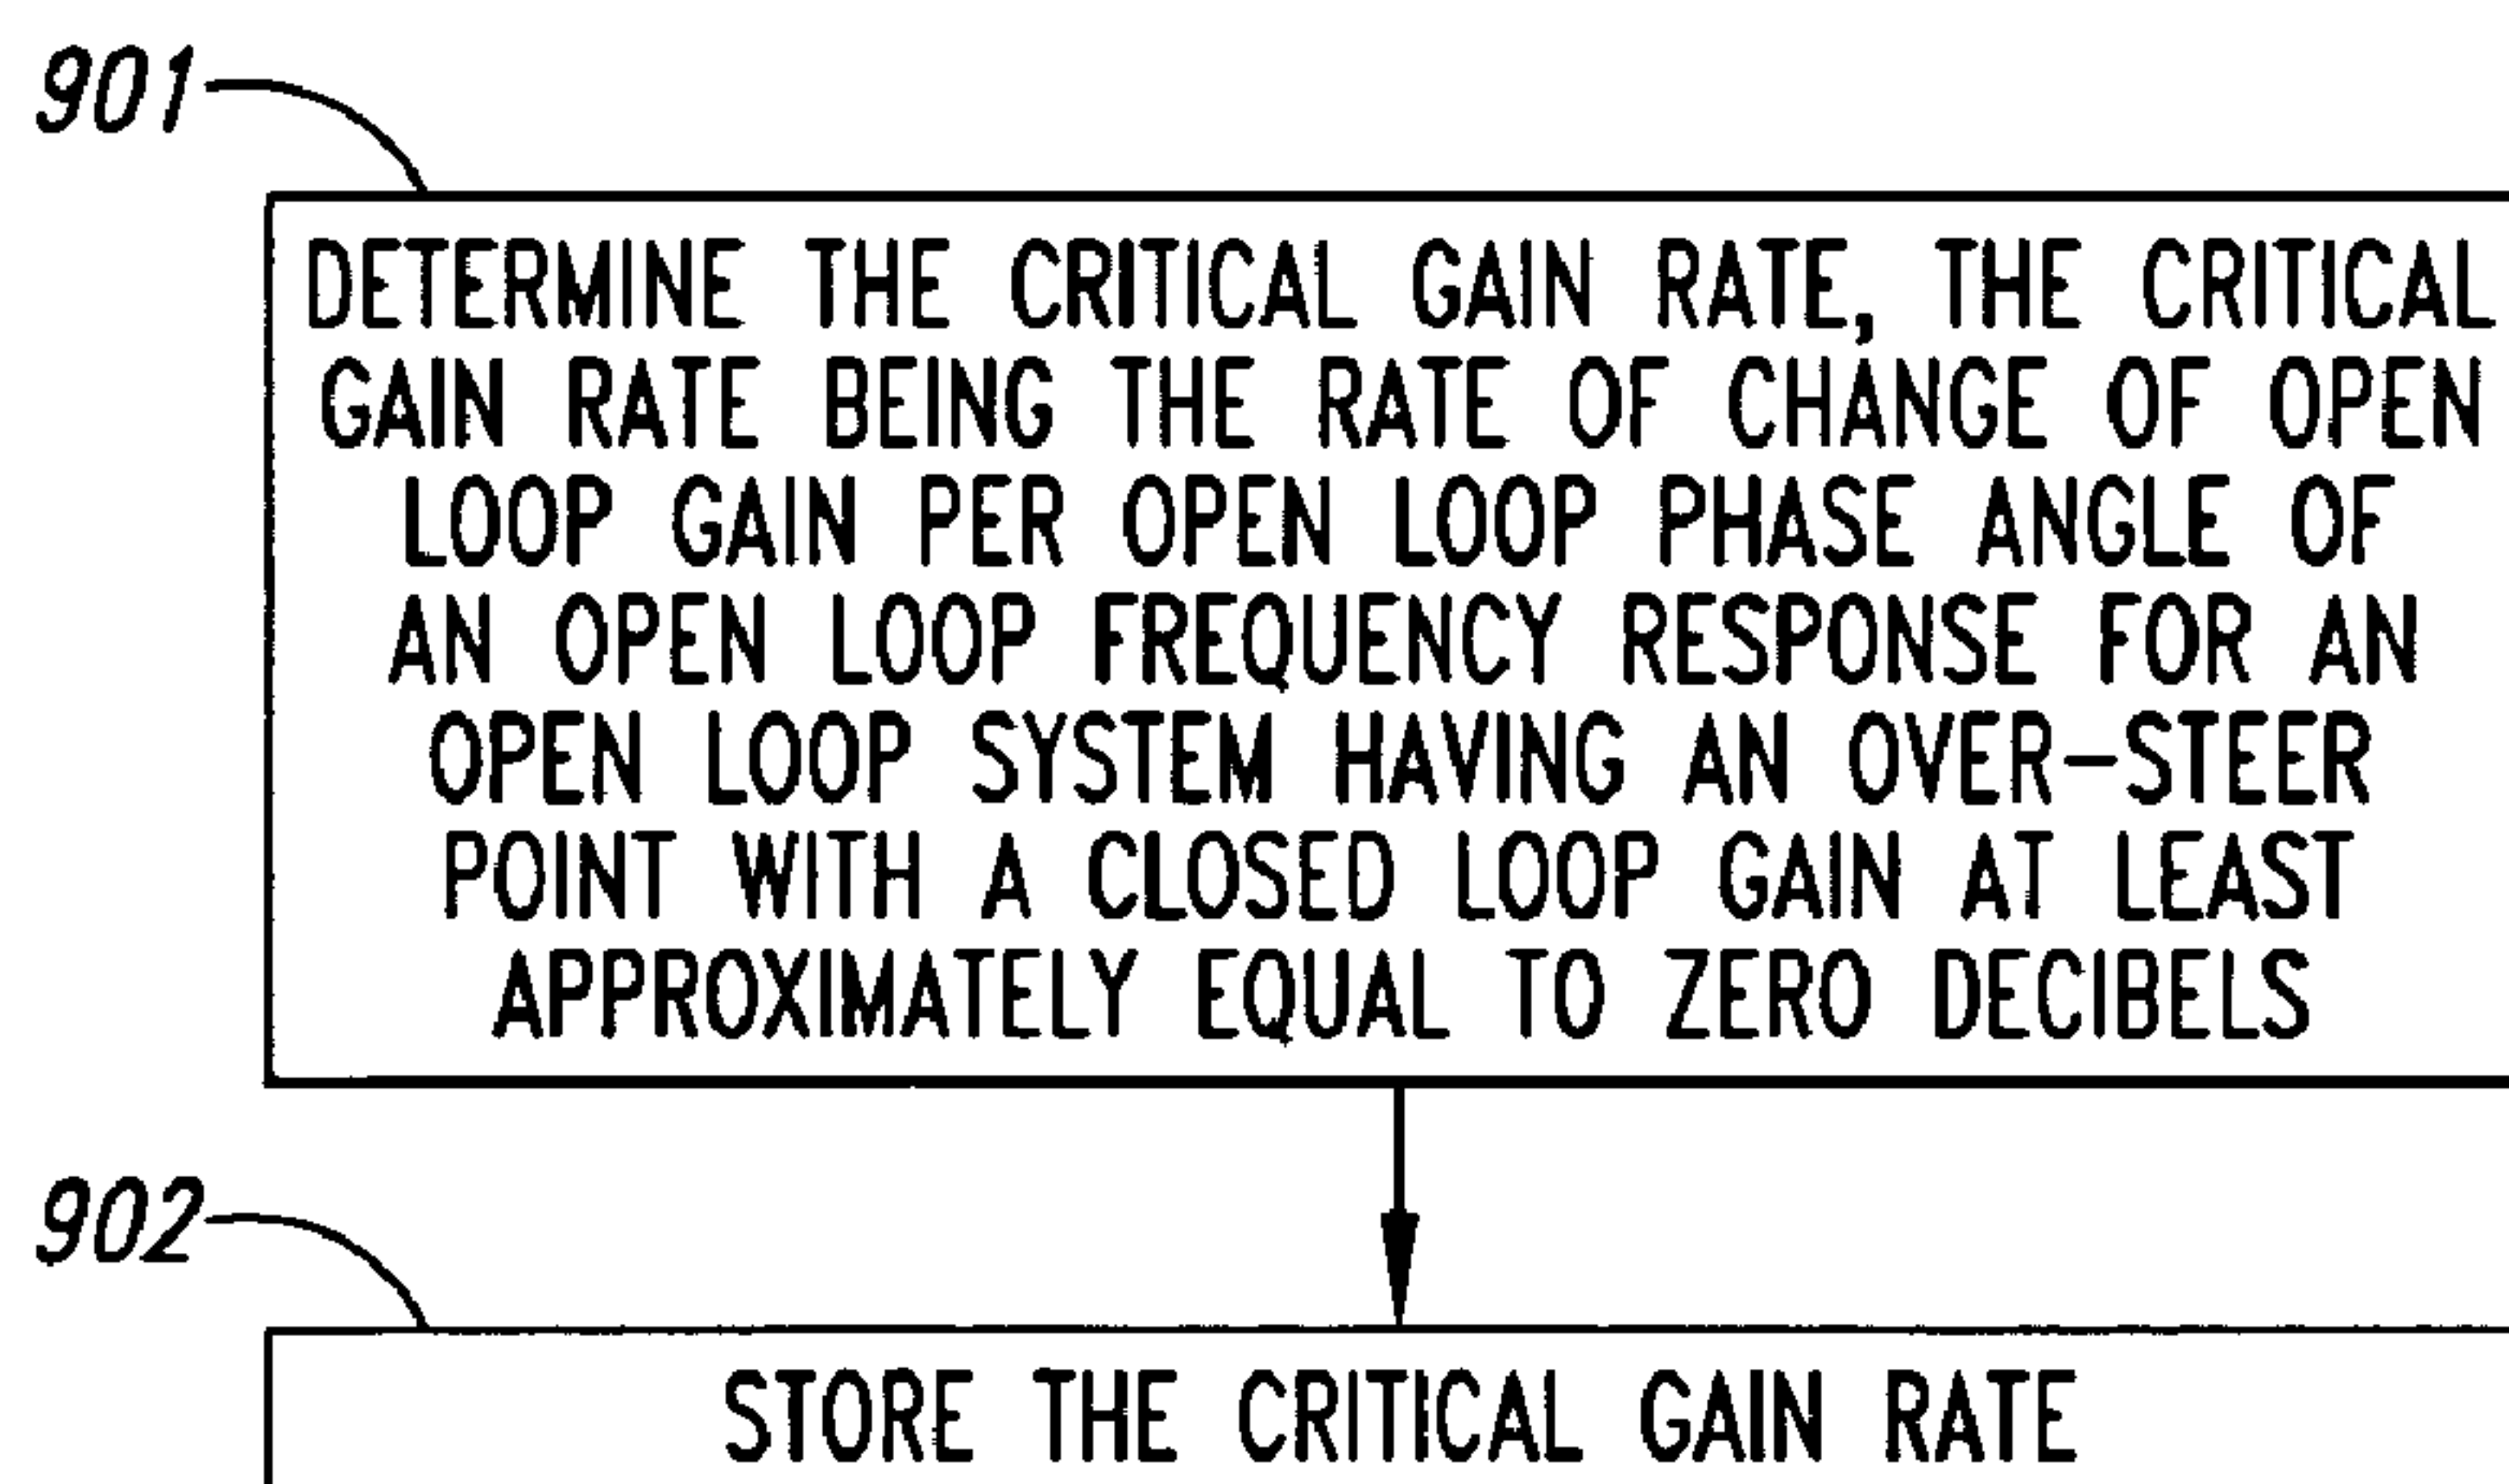 901
DETERMINE THE CRITICAL GAIN RATE, THE CRITICAL
GAIN RATE BEING THE RATE OF CHANGE OF OPEN
LOOP GAIN PER OPEN LOOP PHASE ANGLE OF
AN OPEN LOOP FREQUENCY RESPONSE FOR AN
OPEN LOOP SYSTEM HAVING AN OVER-STEER
POINT WITH A CLOSED LOOP GAIN AT LEAST
APPROXIMATELY EQUAL TO ZERO DECIBELS
902
STORE THE CRITICAL GAIN RATE